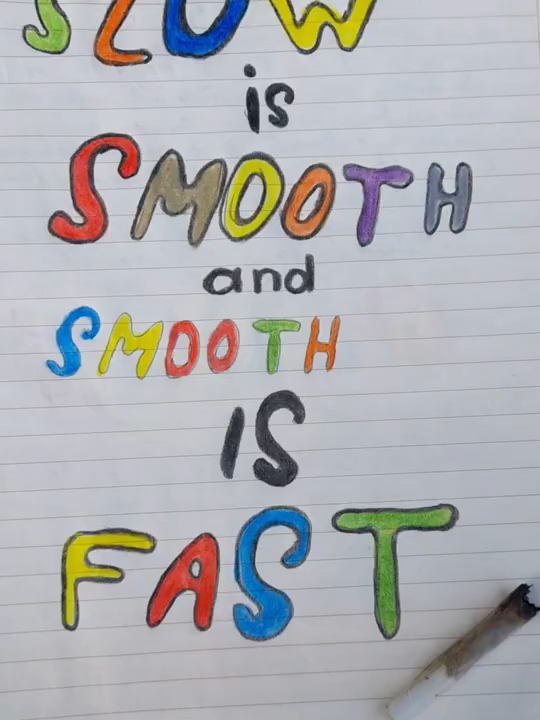 SLOW
is
SMOOTH
and
SMOOTH
IS
FAST